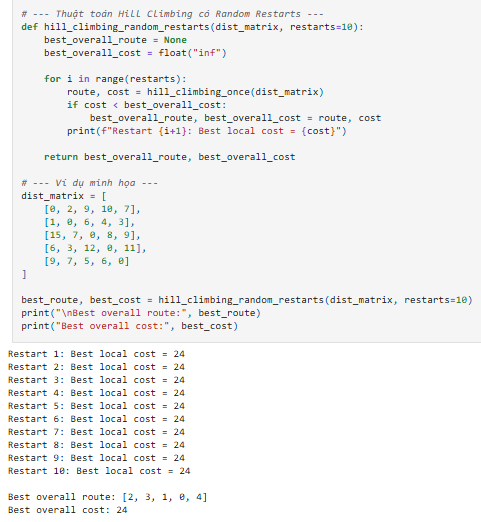 # --- Thuật toán Hill Climbing có Random Restarts ---
def hill_climbing_random_restarts(dist_matrix, restarts=10):
    best_overall_route = None
    best_overall_cost = float("inf")

    for i in range(restarts):
        route, cost = hill_climbing_once(dist_matrix)
        if cost < best_overall_cost:
            best_overall_route, best_overall_cost = route, cost
        print(f"Restart {i+1}: Best local cost = {cost}")

    return best_overall_route, best_overall_cost

# --- Ví dụ minh họa ---
dist_matrix = [
    [0, 2, 9, 10, 7],
    [1, 0, 6, 4, 3],
    [15, 7, 0, 8, 9],
    [6, 3, 12, 0, 11],
    [9, 7, 5, 6, 0]
]

best_route, best_cost = hill_climbing_random_restarts(dist_matrix, restarts=10)
print("\nBest overall route:", best_route)
print("Best overall cost:", best_cost)

Restart 1: Best local cost = 24
Restart 2: Best local cost = 24
Restart 3: Best local cost = 24
Restart 4: Best local cost = 24
Restart 5: Best local cost = 24
Restart 6: Best local cost = 24
Restart 7: Best local cost = 24
Restart 8: Best local cost = 24
Restart 9: Best local cost = 24
Restart 10: Best local cost = 24

Best overall route: [2, 3, 1, 0, 4]
Best overall cost: 24